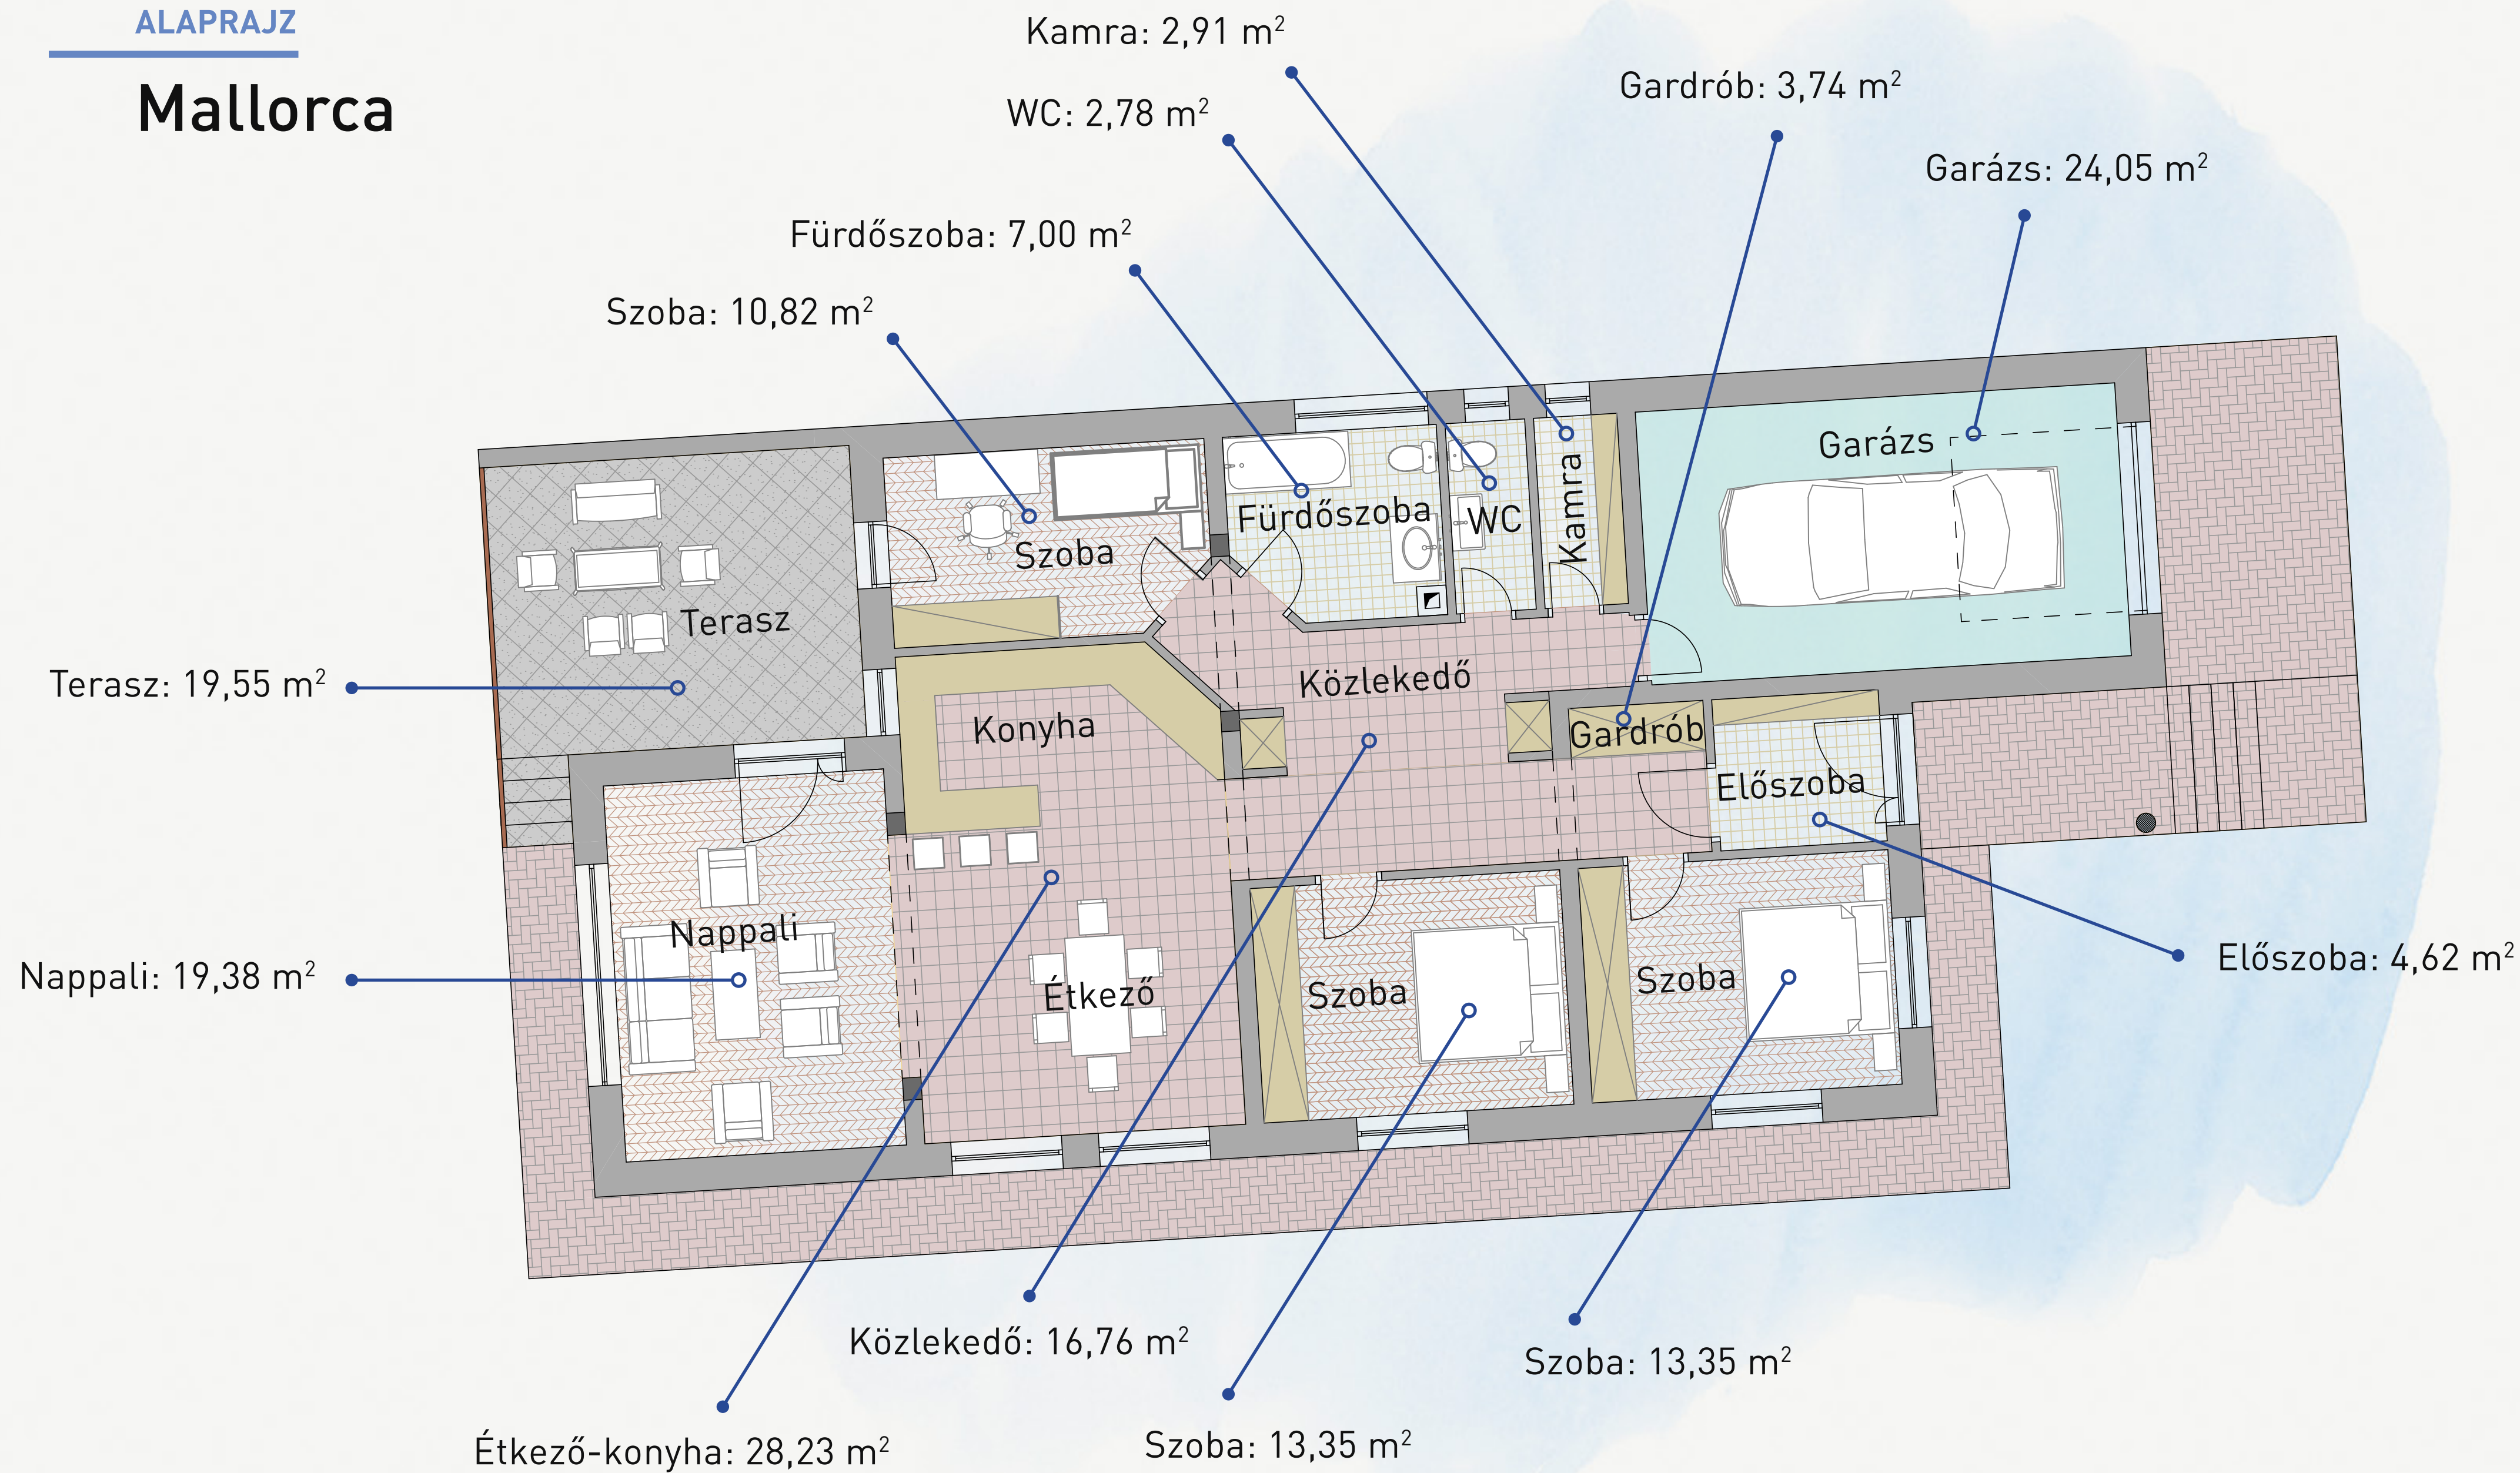 ALAPRAJZ
Mallorca
Kamra: 2,91 m²
WC: 2,78 m²
Gardrób: 3,74 m²
Garázs: 24,05 m²
Fürdőszoba: 7,00 m²
Szoba: 10,82 m²
Garázs
Fürdőszoba
WC
Kamra
Szoba
Terasz
Terasz: 19,55 m²
Közlekedő
Konyha
Gardrób
Előszoba
Nappali
Nappali: 19,38 m²
Étkező
Szoba
Szoba
Előszoba: 4,62 m²
Közlekedő: 16,76 m²
Szoba: 13,35 m²
Étkező-konyha: 28,23 m²
Szoba: 13,35 m²